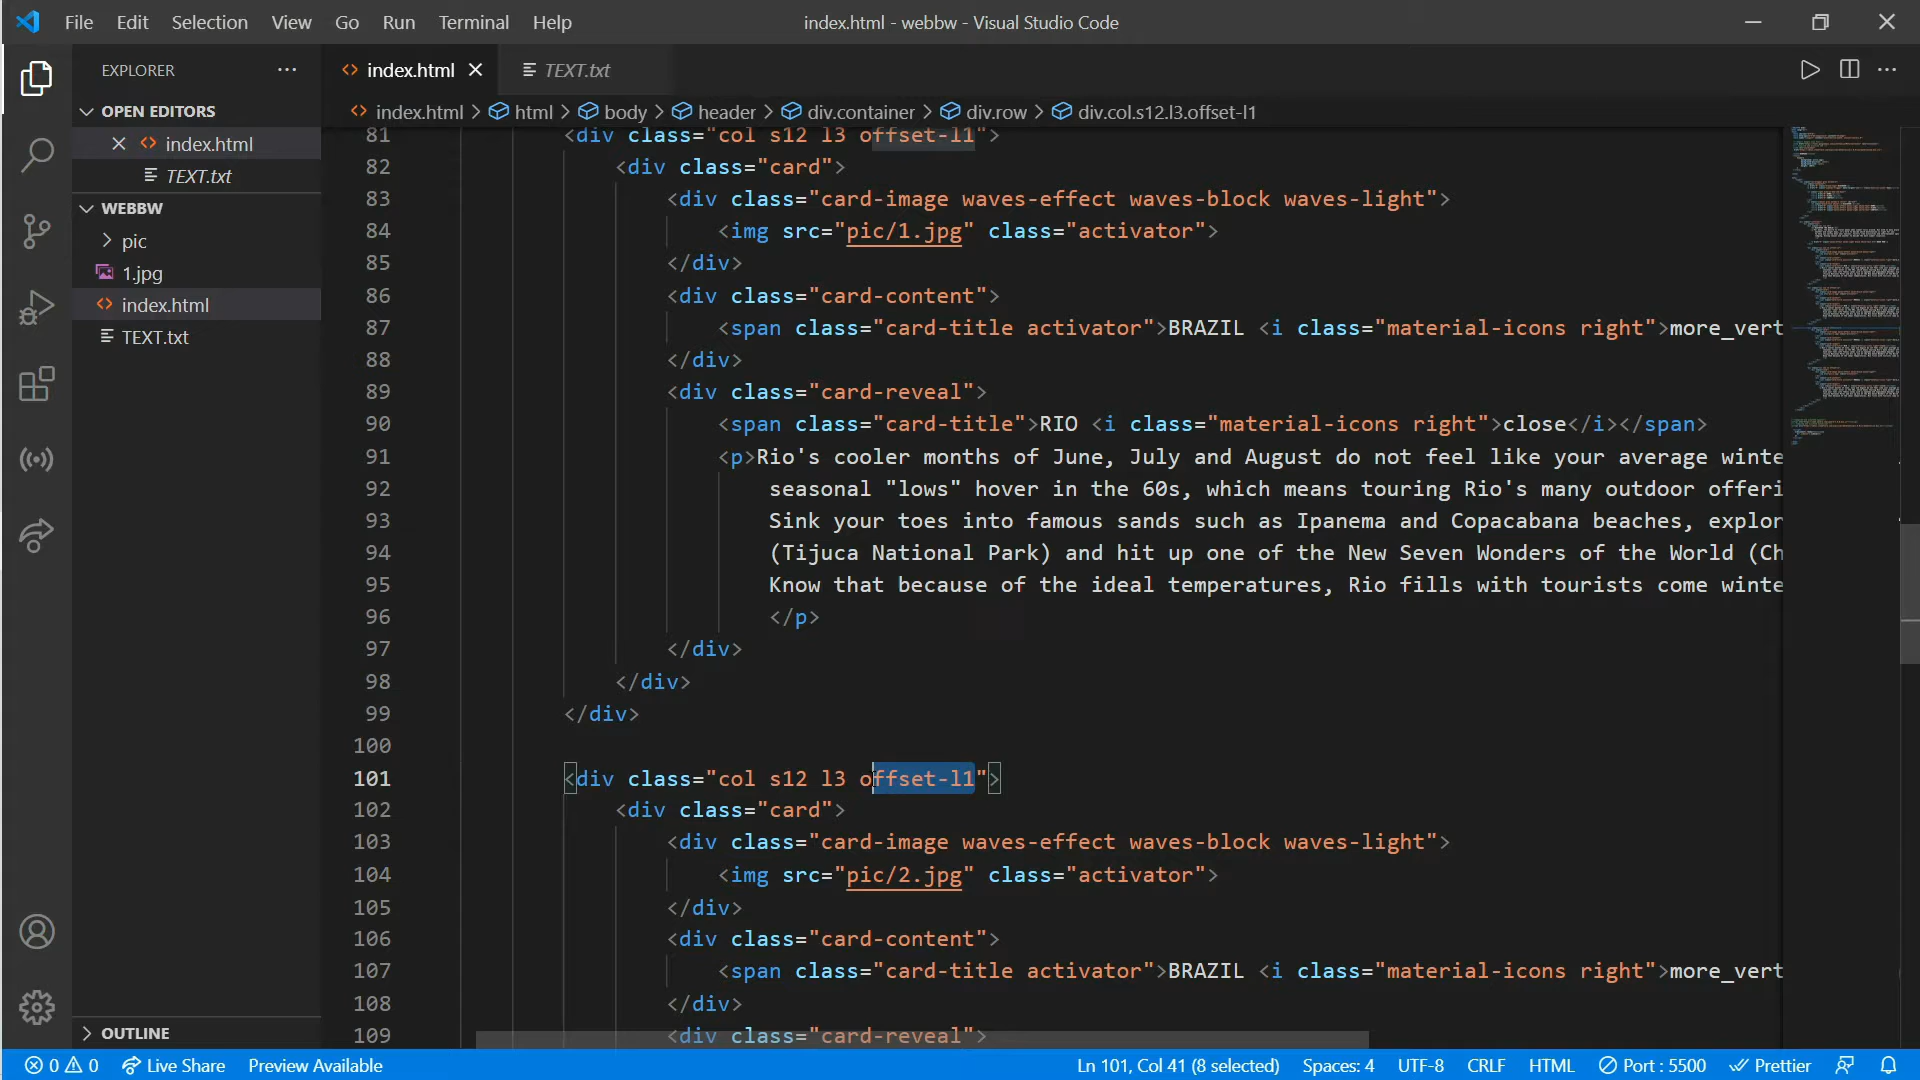 File Edit Selection View Go Run Terminal Help
index.html - webbw - Visual Studio Code
EXPLORER
OPEN EDITORS
index.html
TEXT.txt
WEBBW
pic
1.jpg
index.html
TEXT.txt
OUTLINE
index.html
TEXT.txt
index.html > html > body > header > div.container > div.row > div.col.s12.l3.offset-l1
81 <div class="col s12 l3 offset-l1">
82 <div class="card">
83 <div class="card-image waves-effect waves-block waves-light">
84 <img src="pic/1.jpg" class="activator">
85 </div>
86 <div class="card-content">
87 <span class="card-title activator">BRAZIL <i class="material-icons right">more_vert
88 </div>
89 <div class="card-reveal">
90 <span class="card-title">RIO <i class="material-icons right">close</i></span>
91 <p>Rio's cooler months of June, July and August do not feel like your average winte
92 seasonal "lows" hover in the 60s, which means touring Rio's many outdoor offeri
93 Sink your toes into famous sands such as Ipanema and Copacabana beaches, explor
94 (Tijuca National Park) and hit up one of the New Seven Wonders of the World (Ch
95 Know that because of the ideal temperatures, Rio fills with tourists come winte
96 </p>
97 </div>
98 </div>
99 </div>
100
101 <div class="col s12 l3 offset-l1">
102 <div class="card">
103 <div class="card-image waves-effect waves-block waves-light">
104 <img src="pic/2.jpg" class="activator">
105 </div>
106 <div class="card-content">
107 <span class="card-title activator">BRAZIL <i class="material-icons right">more_vert
108 </div>
109 <div class="card-reveal">
0 0 Live Share Preview Available Ln 101, Col 41 (8 selected) Spaces: 4 UTF-8 CRLF HTML Port : 5500 Prettier